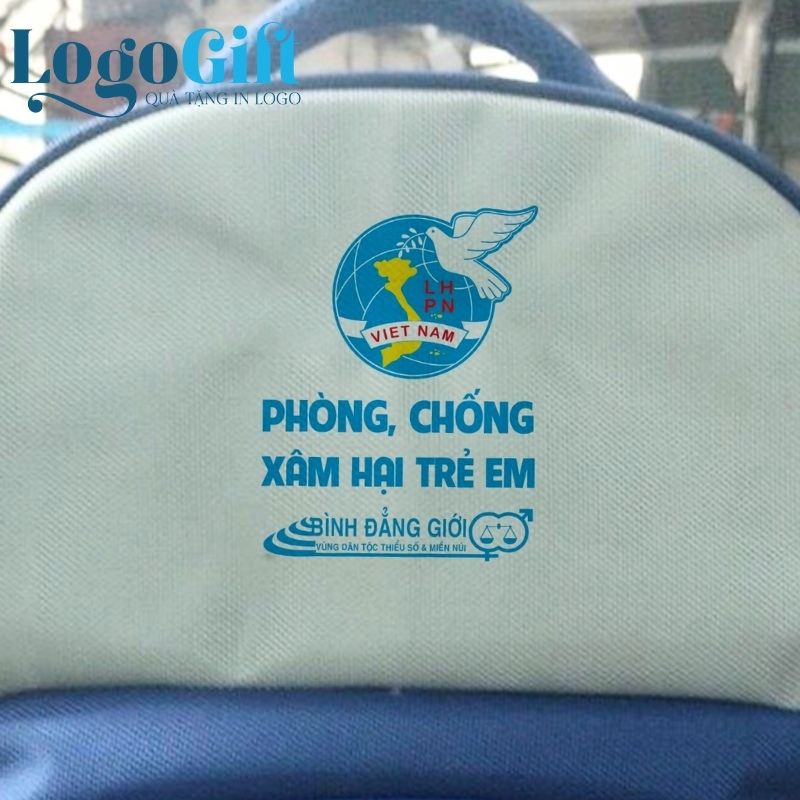 LogoGift
QUÀ TẶNG IN LOGO
LH
PN
VIET NAM
PHÒNG, CHỐNG
XÂM HẠI TRẺ EM
BÌNH ĐẲNG GIỚI
VÙNG DÂN TỘC THIỂU SỐ & MIỀN NÚI